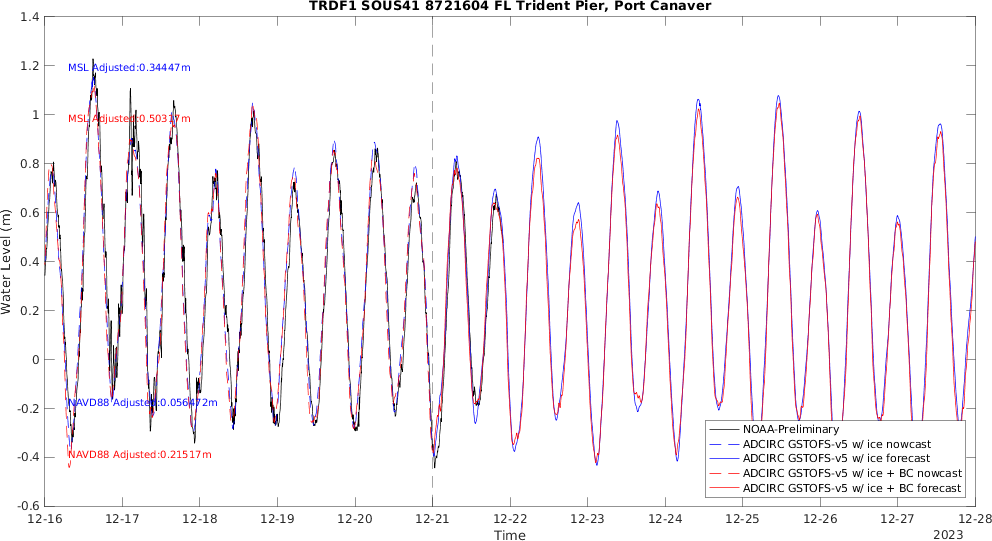 TRDF1 SOUS41 8721604 FL Trident Pier, Port Canaver
1.4
1.2
1
0.8
0.6
0.4
0.2
0
-0.2
-0.4
-0.6
Water Level (m)
MSL Adjusted:0.34447m
MSL Adjusted:0.50317m
NAVD88 Adjusted:0.056472m
NAVD88 Adjusted:0.21517m
NOAA-Preliminary
ADCIRC GSTOFS-v5 w/ ice nowcast
ADCIRC GSTOFS-v5 w/ ice forecast
ADCIRC GSTOFS-v5 w/ ice + BC nowcast
ADCIRC GSTOFS-v5 w/ ice + BC forecast
12-16 12-17 12-18 12-19 12-20 12-21 12-22 12-23 12-24 12-25 12-26 12-27 12-28
Time
2023